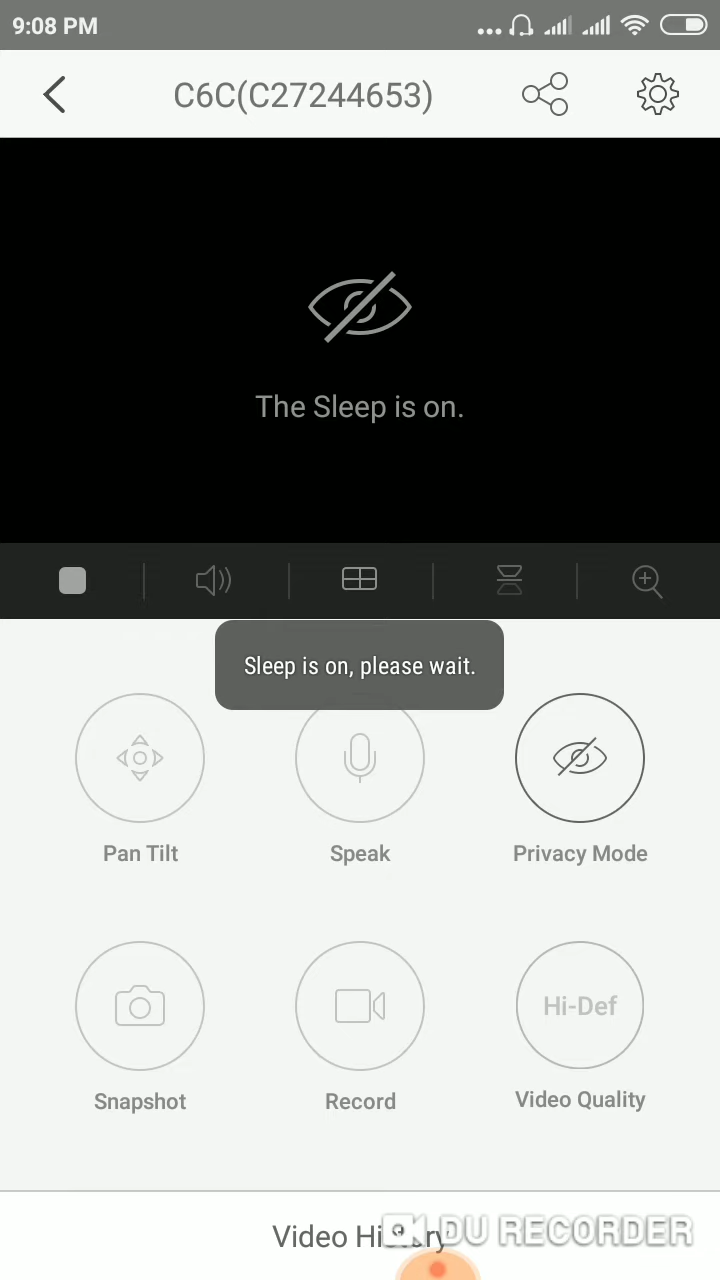 9:08 PM
C6C(C27244653)
The Sleep is on.
Sleep is on, please wait.
Pan Tilt
Speak
Privacy Mode
Hi-Def
Snapshot
Record
Video Quality
Video History
DU RECORDER